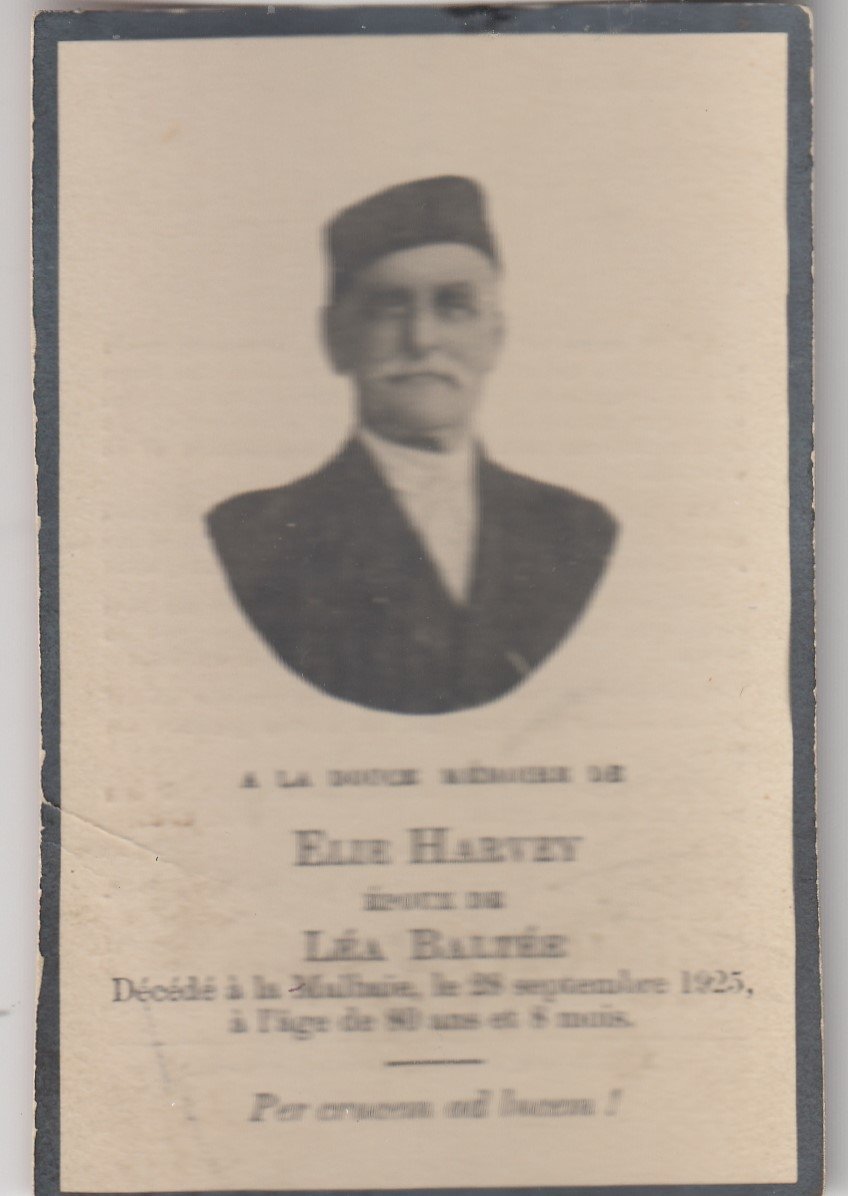 A LA DOUCE MÉMOIRE DE
ELIE HARVEY
ÉPOUX DE
LÉA BALTÉE
Décédé à la Malbaie, le 28 septembre 1925,
à l'âge de 80 ans et 8 mois.
Per crucem ad lucem !